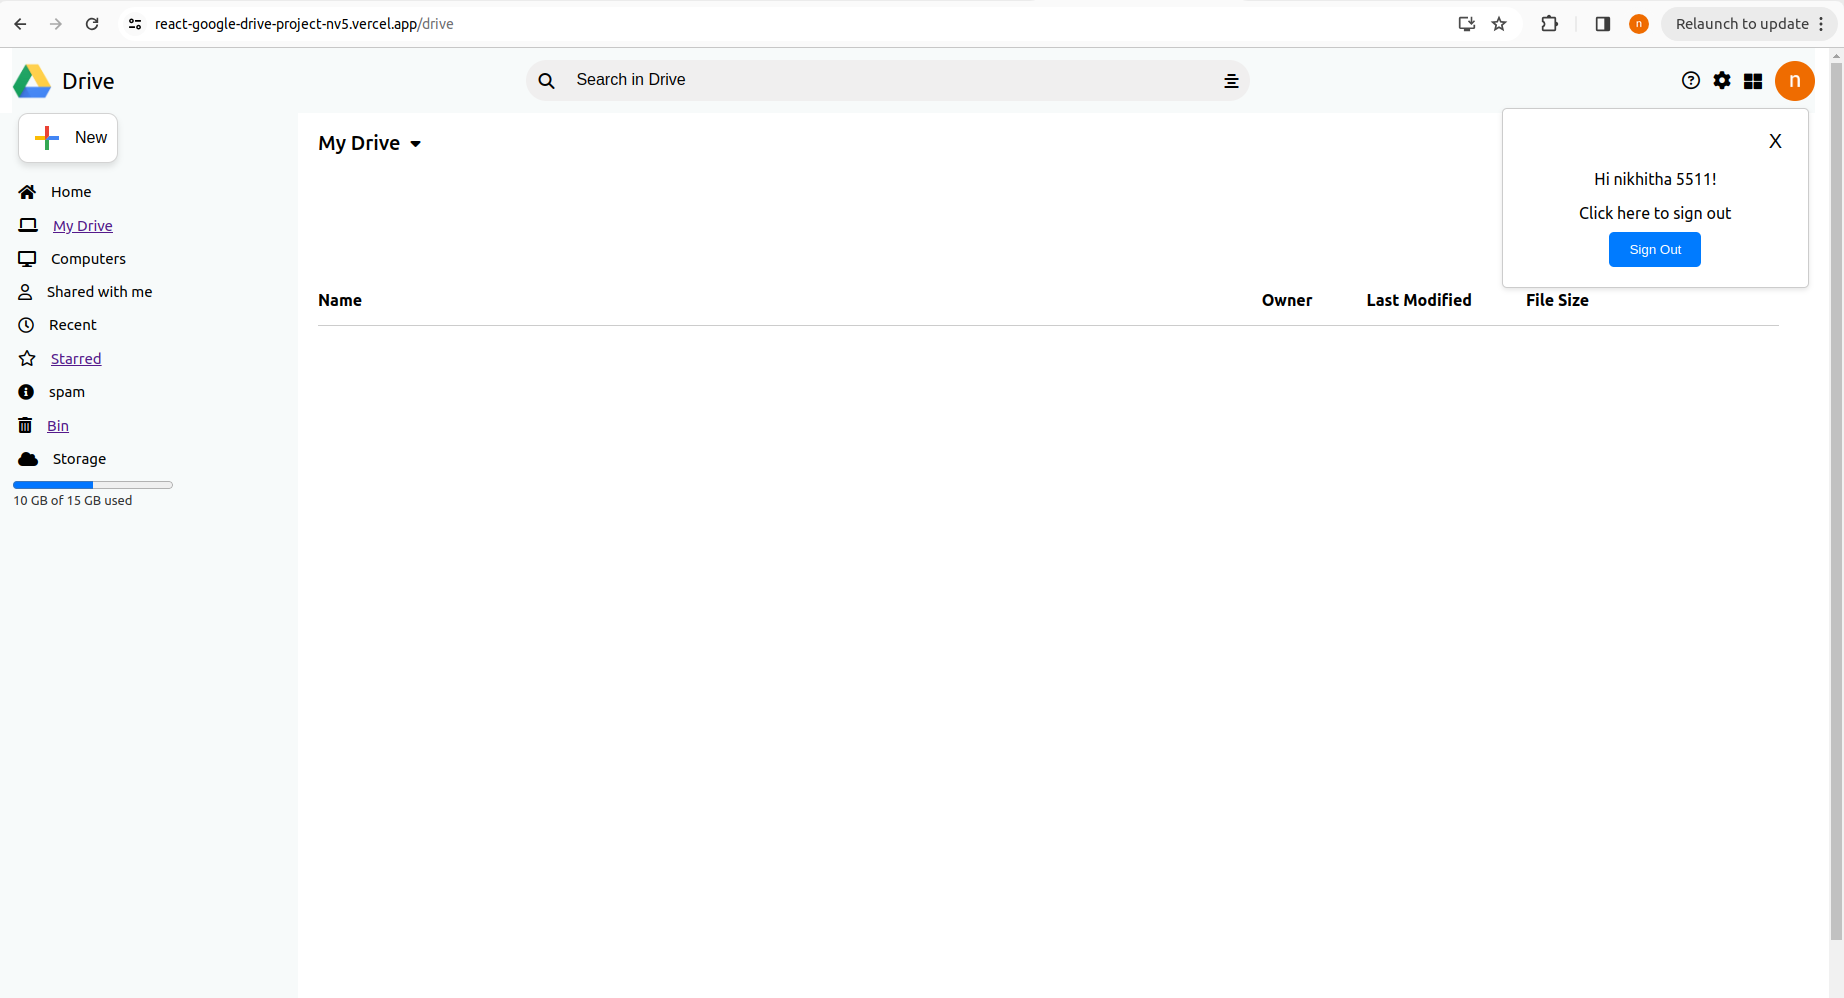 react-google-drive-project-nv5.vercel.app/drive
n
Relaunch to update
Drive
Search in Drive
n
New
My Drive
X
Hi nikhitha 5511!
Click here to sign out
Sign Out
Home
My Drive
Computers
Shared with me
Recent
Starred
spam
Bin
Storage
10 GB of 15 GB used
Name Owner Last Modified File Size